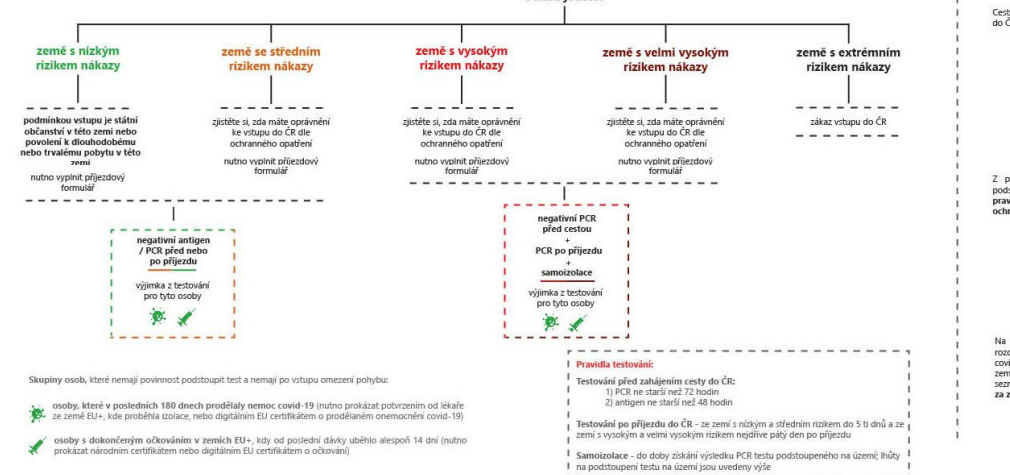 země s nízkým
rizikem nákazy
země se středním
rizikem nákazy
země s vysokým
rizikem nákazy
země s velmi vysokým
rizikem nákazy
země s extrémním
rizikem nákazy
podmínkou vstupu je státní
občanství v této zemi nebo
povolení k dlouhodobému
nebo trvalému pobytu v této
zemi
nutno vyplnit příjezdový
formulář
zjistěte si, zda máte oprávnění
ke vstupu do ČR dle
ochranného opatření
nutno vyplnit příjezdový
formulář
zjistěte si, zda máte oprávnění
ke vstupu do ČR dle
ochranného opatření
nutno vyplnit příjezdový
formulář
zjistěte si, zda máte oprávnění
ke vstupu do ČR dle
ochranného opatření
nutno vyplnit příjezdový
formulář
zákaz vstupu do ČR
negativní antigen
/ PCR před nebo
po příjezdu
výjimka z testování
pro tyto osoby
negativní PCR
před cestou
+
PCR po příjezdu
+
samoizolace
výjimka z testování
pro tyto osoby
Skupiny osob, které nemají povinnost podstoupit test a nemají po vstupu omezení pohybu:
osoby, které v posledních 180 dnech prodělaly nemoc covid-19 (nutno prokázat potvrzením od lékaře
ze země EU+, kde proběhla izolace, nebo digitálním EU certifikátem o prodělaném onemocnění covid-19)
osoby s dokončeným očkováním v zemích EU+, kdy od poslední dávky uběhlo alespoň 14 dní (nutno
prokázat národním certifikátem nebo digitálním EU certifikátem o očkování)
Pravidla testování:
Testování před zahájením cesty do ČR:
1) PCR ne starší než 72 hodin
2) antigen ne starší než 48 hodin
Testování po příjezdu do ČR - ze zemí s nízkým a středním rizikem do 5 ti dnů a ze
zemí s vysokým a velmi vysokým rizikem nejdříve pátý den po příjezdu
Samoizolace - do doby získání výsledku PCR testu podstoupeného na území; lhůty
na podstoupení testu na území jsou uvedeny výše
Cest
do Č
Z p
pods
prav
ochr
Na
rozd
covi
zem
sezn
za z